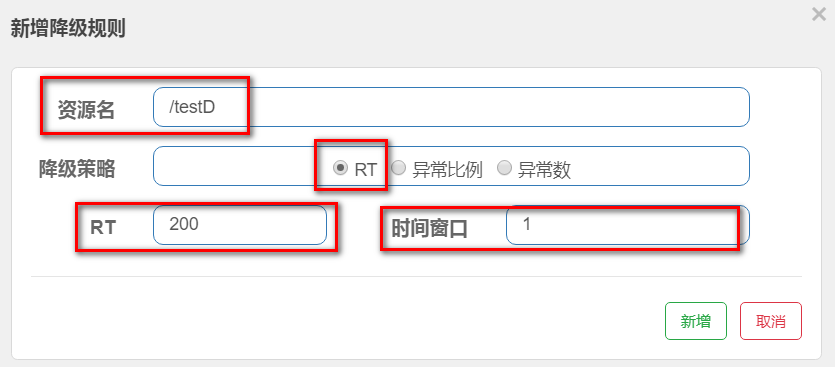 新增降级规则 ×
资源名 /testD
降级策略 RT 异常比例 异常数
RT 200 时间窗口 1
新增 取消